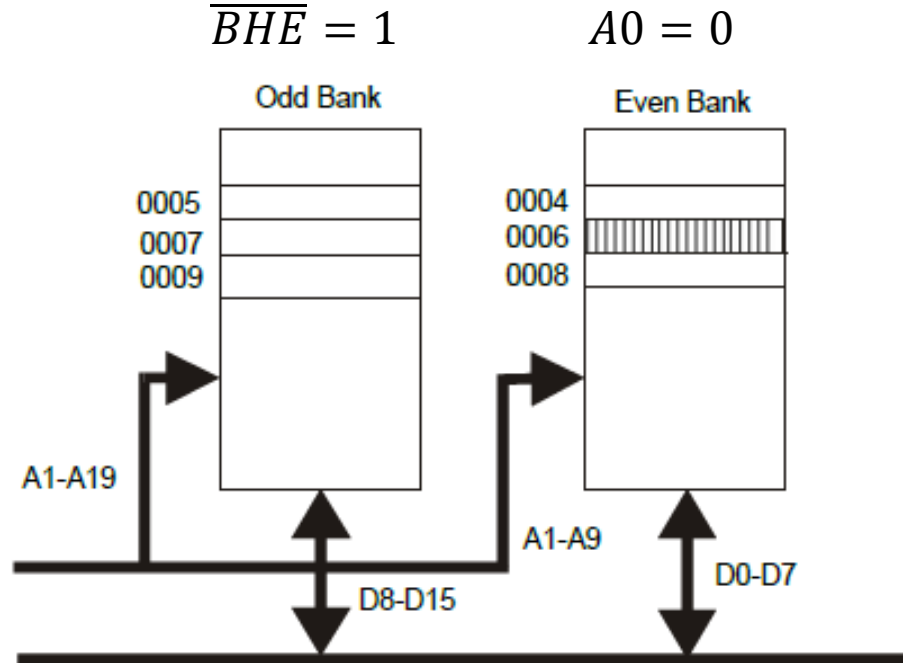 $\overline{BHE} = 1$ $A0 = 0$
Odd Bank
Even Bank
0005
0007
0009
0004
0006
0008
A1-A19
A1-A9
D8-D15
D0-D7